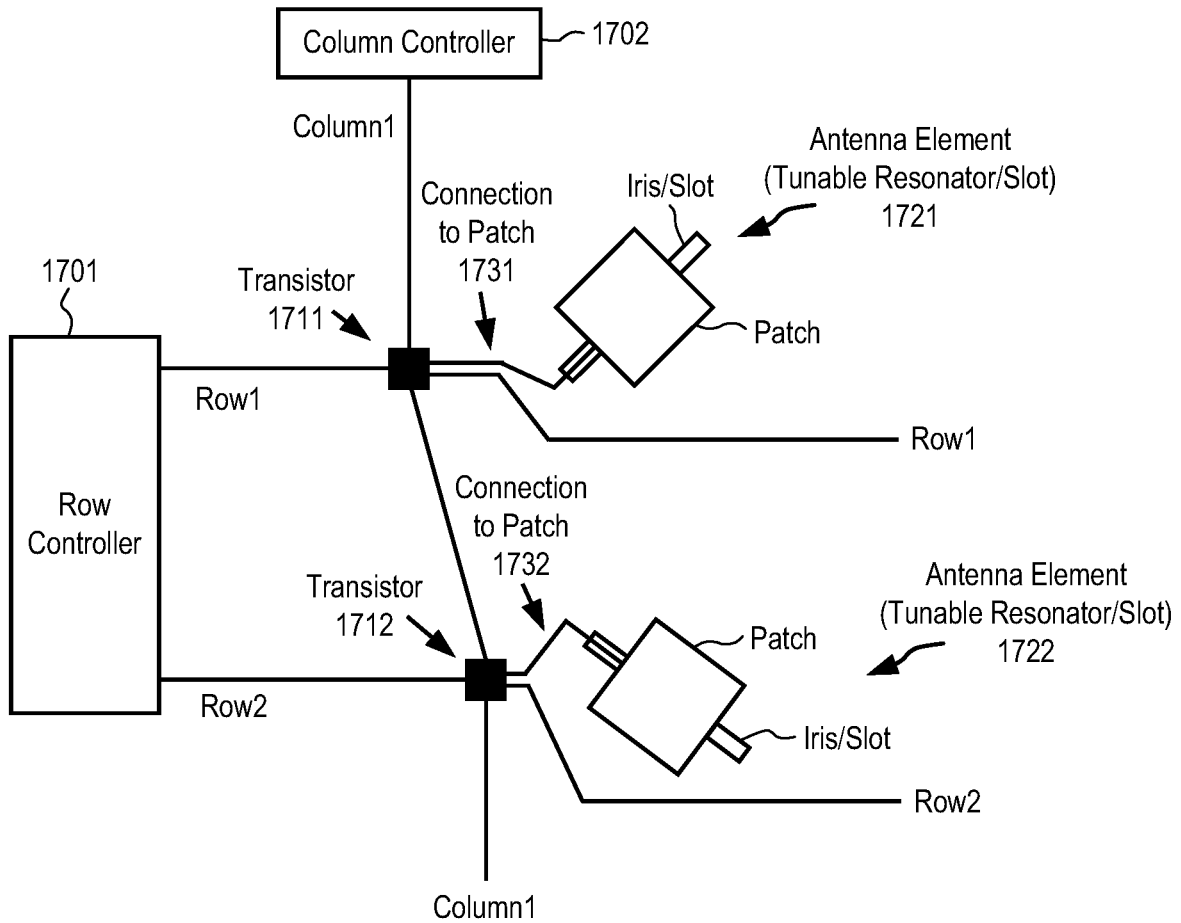 Column Controller
1702
Column1
Antenna Element
(Tunable Resonator/Slot)
1721
Iris/Slot
Connection
to Patch
1731
1701
Transistor
1711
Patch
Row1
Row1
Row
Controller
Connection
to Patch
1732
Transistor
1712
Antenna Element
(Tunable Resonator/Slot)
1722
Patch
Row2
Iris/Slot
Row2
Column1